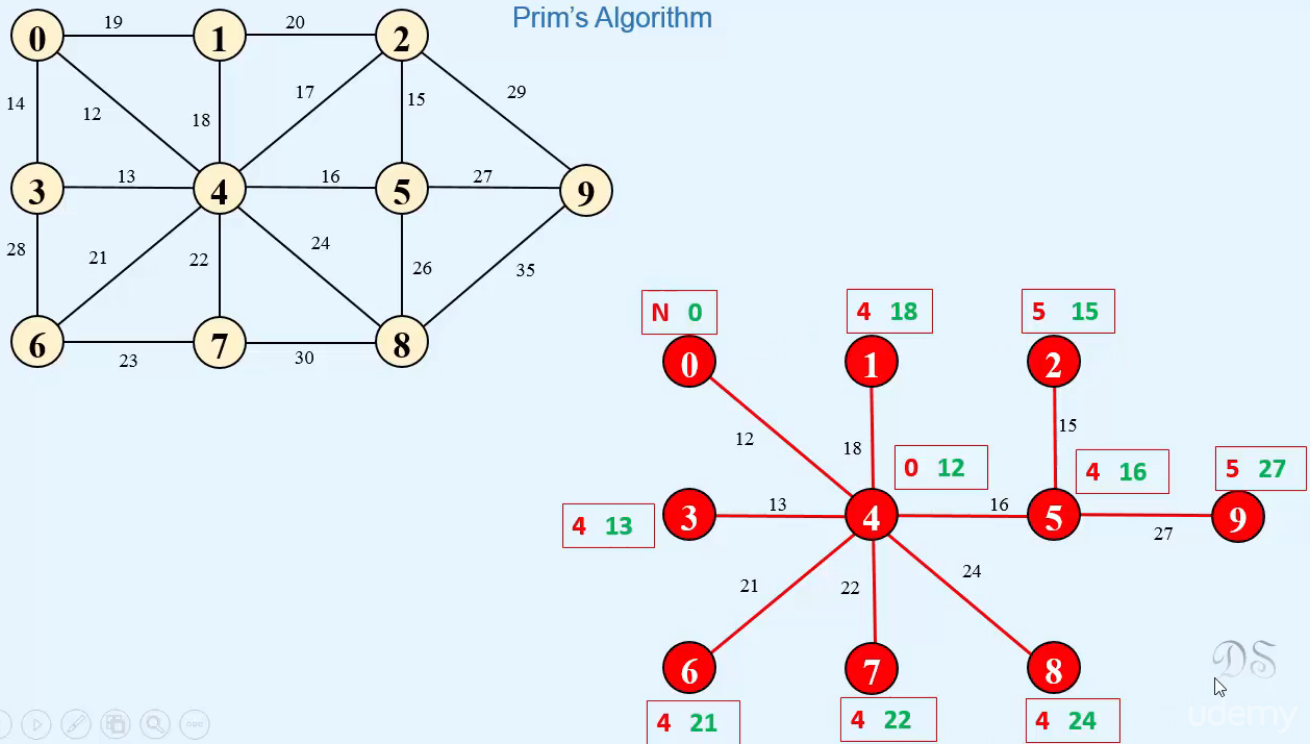 Prim's Algorithm
19 20
0 1 2
14 12 18 17 15 29
13 16 27
3 4 5 9
28 21 22 24 26 35
6 7 8
23 30
N 0 4 18 5 15
0 1 2
12 18 15
0 12 4 16 5 27
4 13
13 16
3 4 5 9
27
21 22 24
6 7 8
4 21 4 22 4 24
DS
udemy